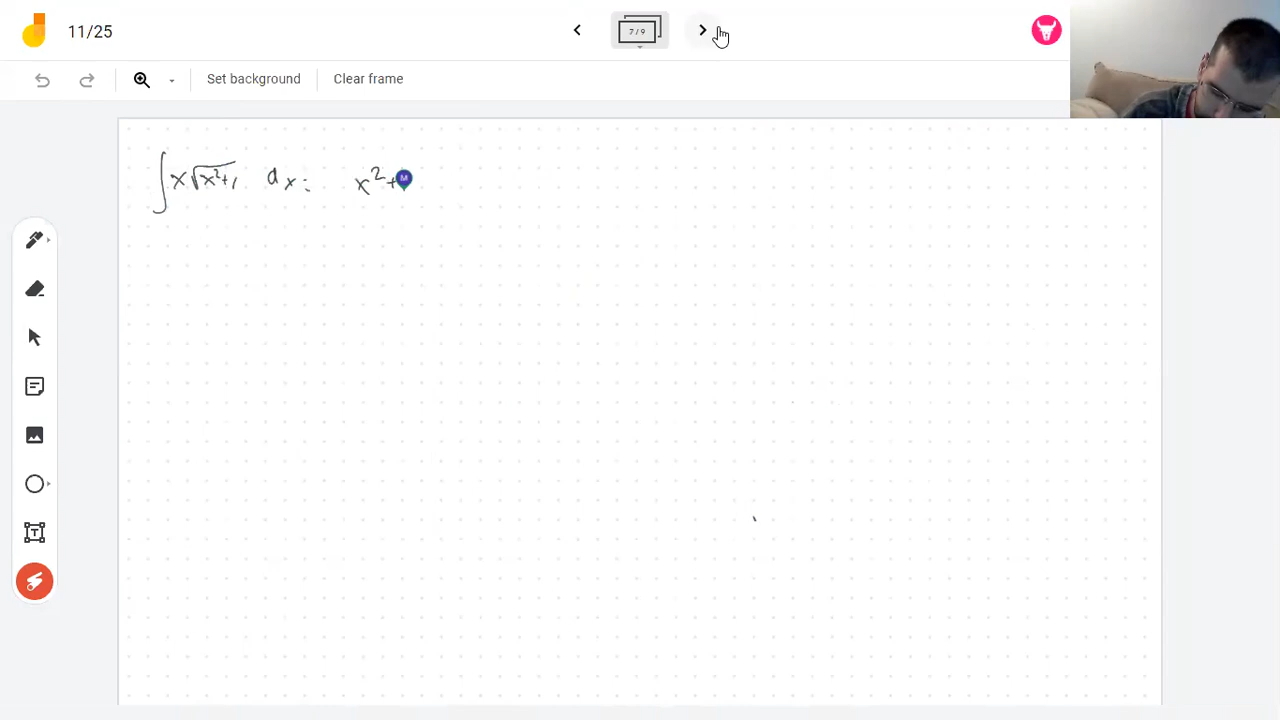 11/25
7 / 9
Set background
Clear frame
∫ x √x²+1 dx = x²+
M
T